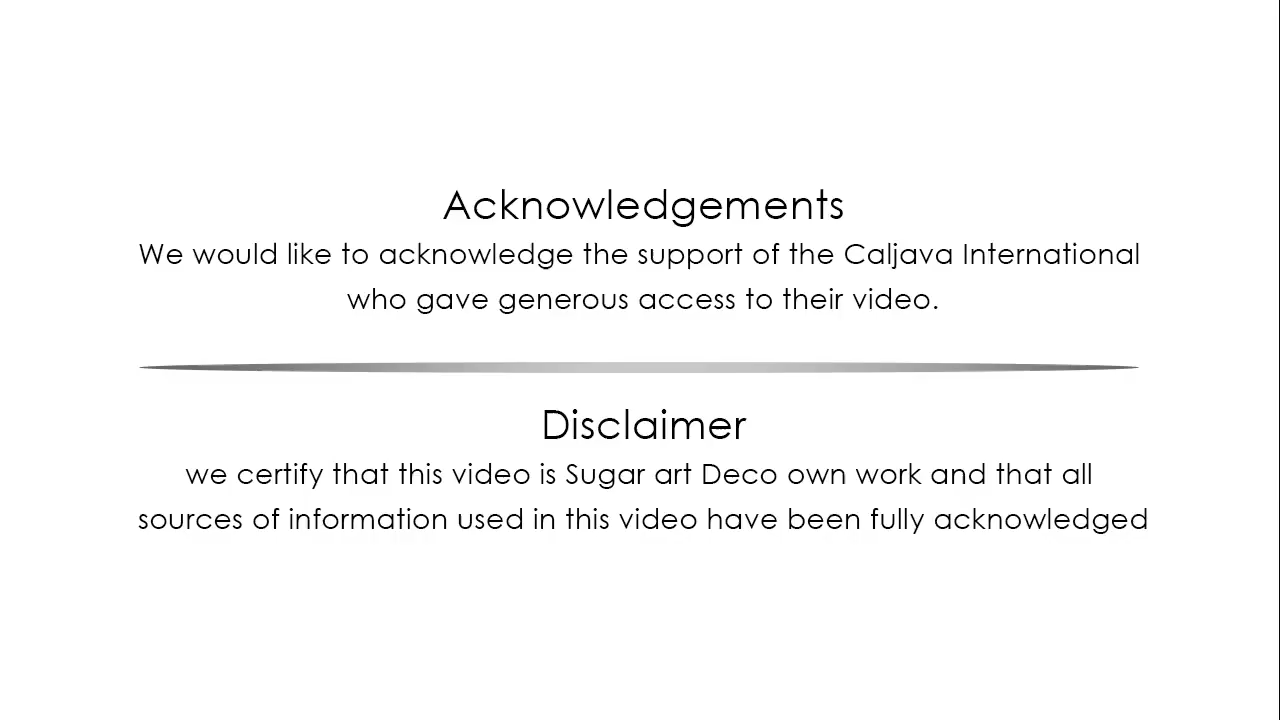 Acknowledgements
We would like to acknowledge the support of the Caljava International
who gave generous access to their video.
Disclaimer
we certify that this video is Sugar art Deco own work and that all
sources of information used in this video have been fully acknowledged